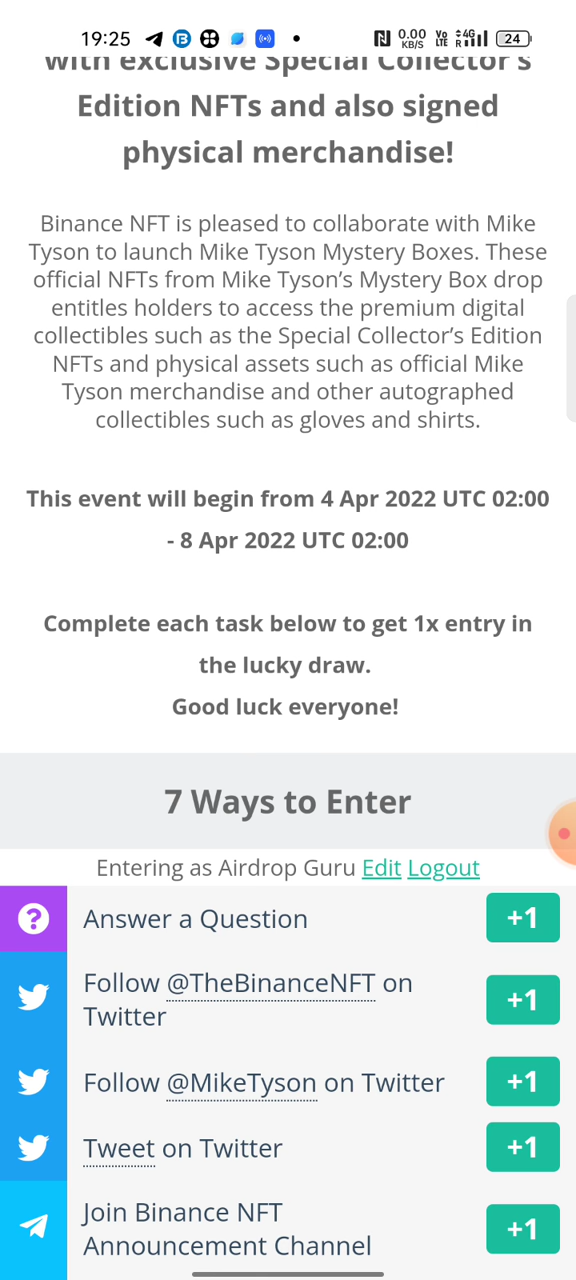 19:25 0.00 KB/S Vo LTE 4G R 24
with exclusive Special Collector's
Edition NFTs and also signed
physical merchandise!
Binance NFT is pleased to collaborate with Mike
Tyson to launch Mike Tyson Mystery Boxes. These
official NFTs from Mike Tyson’s Mystery Box drop
entitles holders to access the premium digital
collectibles such as the Special Collector’s Edition
NFTs and physical assets such as official Mike
Tyson merchandise and other autographed
collectibles such as gloves and shirts.
This event will begin from 4 Apr 2022 UTC 02:00
- 8 Apr 2022 UTC 02:00
Complete each task below to get 1x entry in
the lucky draw.
Good luck everyone!
7 Ways to Enter
Entering as Airdrop Guru Edit Logout
Answer a Question +1
Follow @TheBinanceNFT on
Twitter +1
Follow @MikeTyson on Twitter +1
Tweet on Twitter +1
Join Binance NFT
Announcement Channel +1